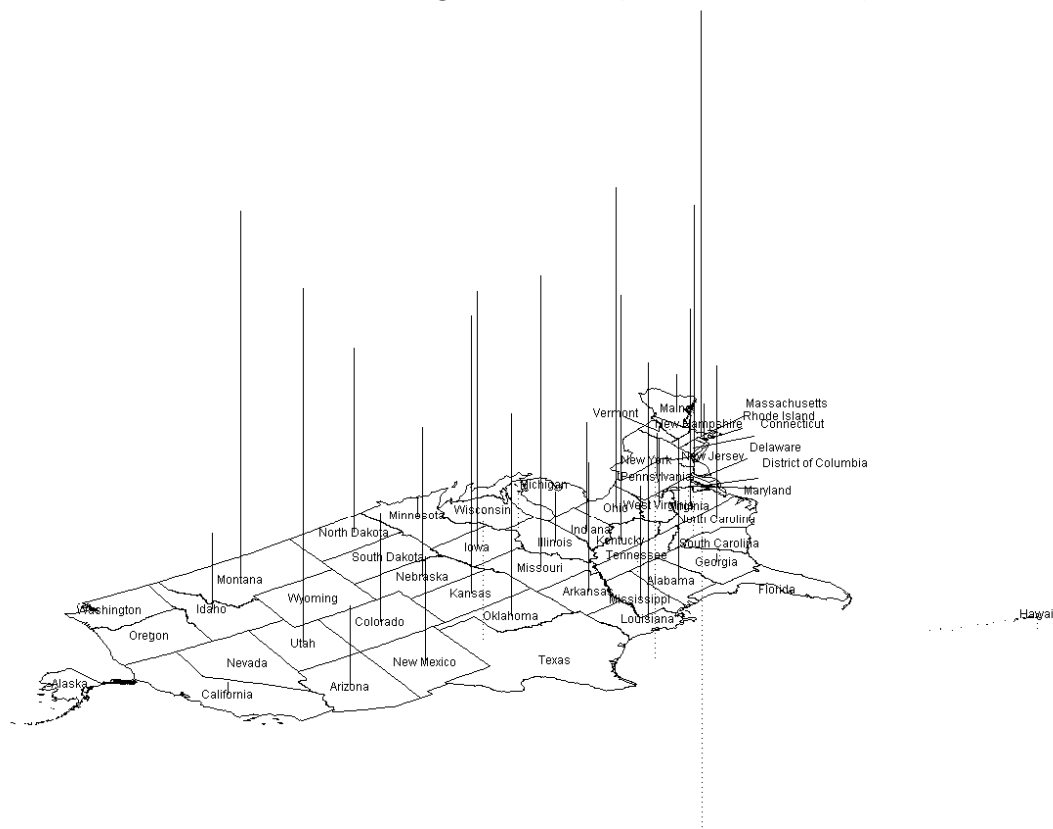 Massachusetts
Maine
Rhode Island
Vermont
New Hampshire
Connecticut
Delaware
New Jersey
New York
District of Columbia
Pennsylvania
Michigan
Maryland
Ohio
West Virginia
Virginia
Wisconsin
Minnesota
North Carolina
Indiana
North Dakota
Kentucky
Illinois
South Carolina
Iowa
Tennessee
South Dakota
Georgia
Missouri
Nebraska
Montana
Alabama
Florida
Kansas
Arkansas
Wyoming
Mississippi
Washington
Idaho
Hawai
Oklahoma
Louisiana
Colorado
Oregon
Utah
Texas
New Mexico
Nevada
Alaska
Arizona
California